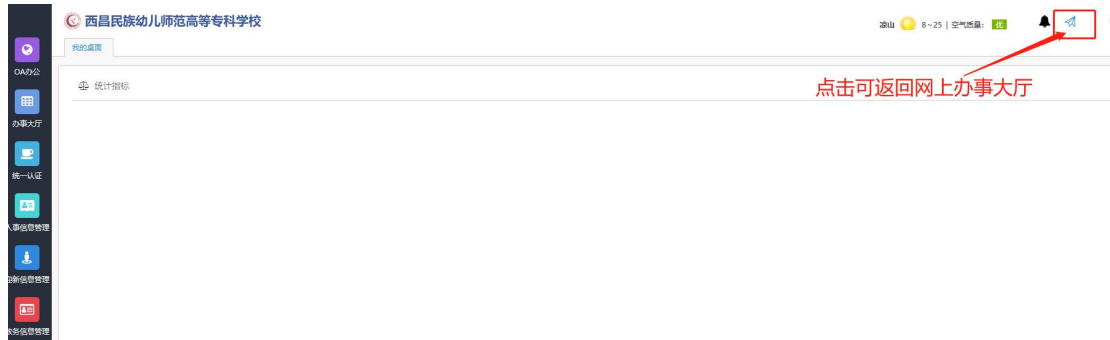 西昌民族幼儿师范高等专科学校
凉山 8~25 | 空气质量: 优
我的桌面
OA办公
统计指标
点击可返回网上办事大厅
办事大厅
统一认证
人事信息管理
迎新信息管理
教务信息管理